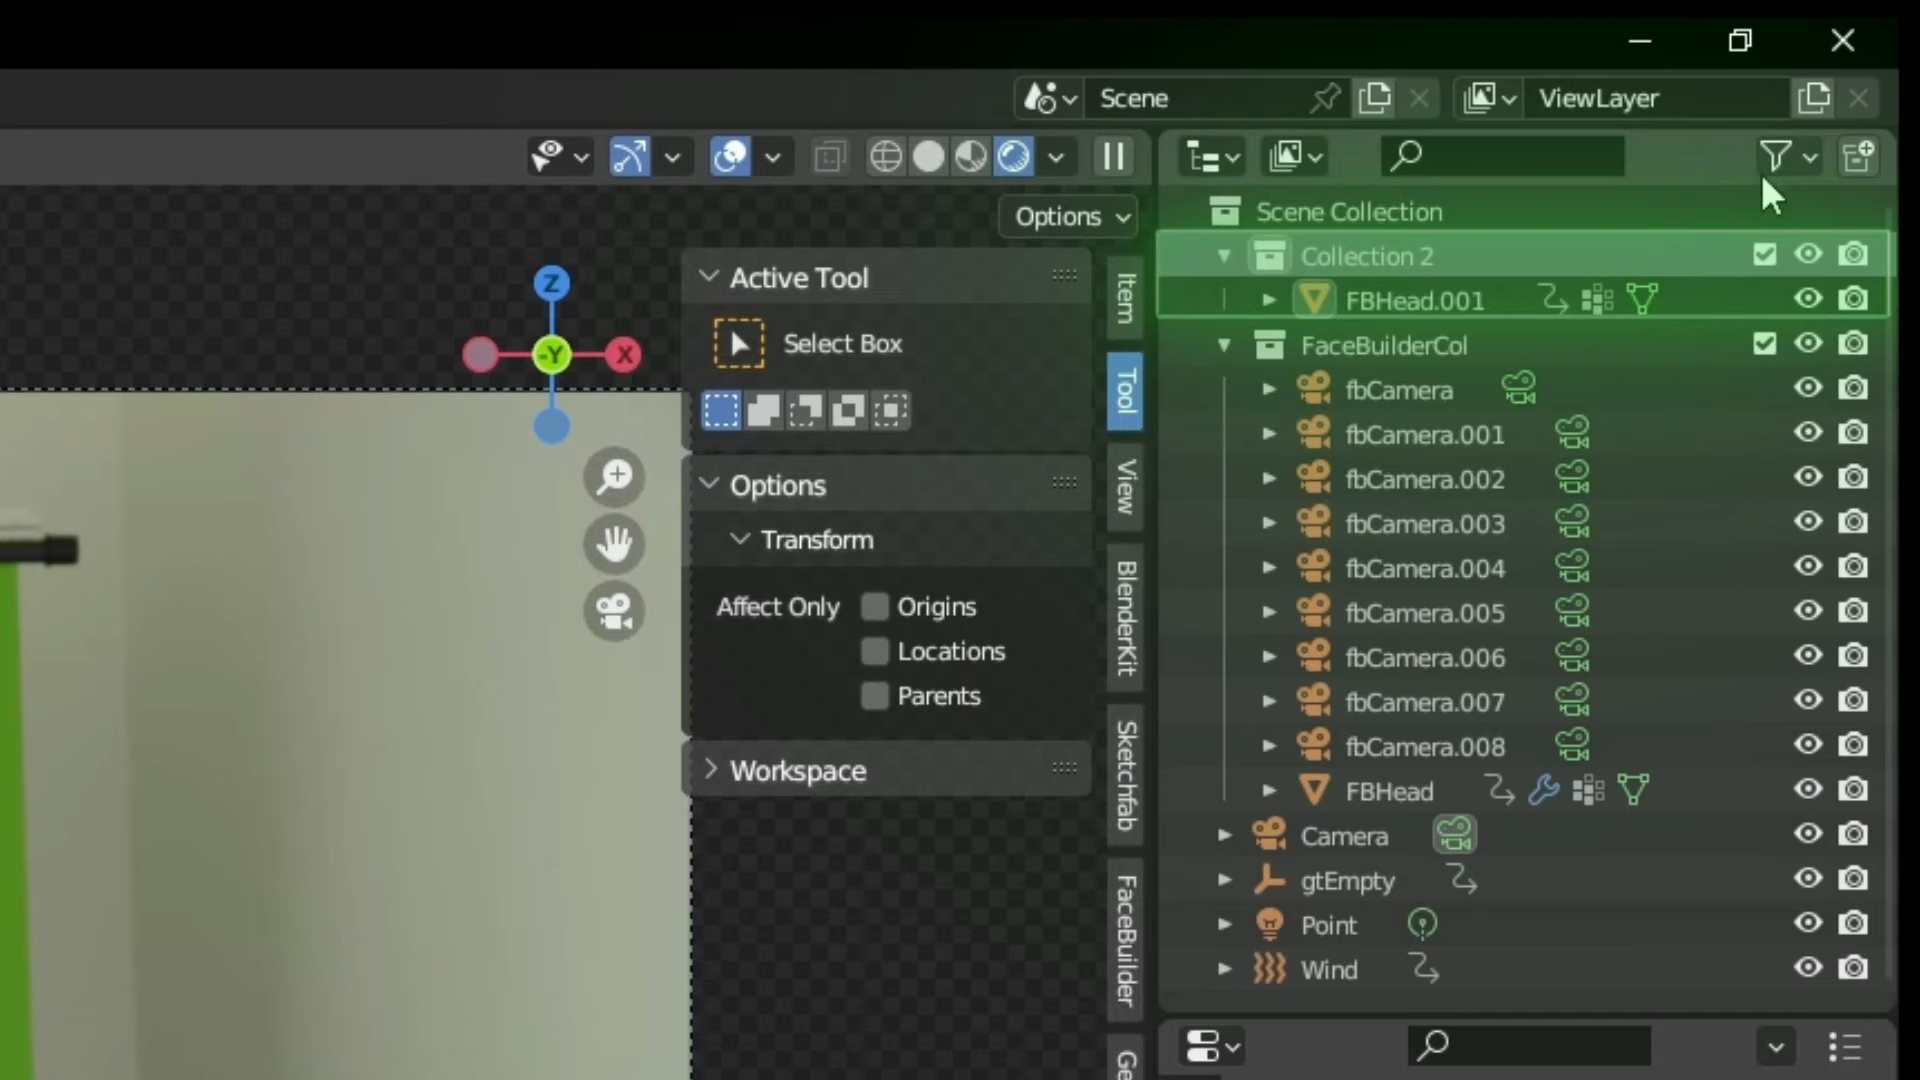 Scene
ViewLayer
Options
Scene Collection
Collection 2
FBHead.001
FaceBuilderCol
fbCamera
fbCamera.001
fbCamera.002
fbCamera.003
fbCamera.004
fbCamera.005
fbCamera.006
fbCamera.007
fbCamera.008
FBHead
Camera
gtEmpty
Point
Wind
Z
-Y
X
Active Tool
Select Box
Options
Transform
Affect Only
Origins
Locations
Parents
Workspace
Item
Tool
View
BlenderKit
Sketchfab
FaceBuilder